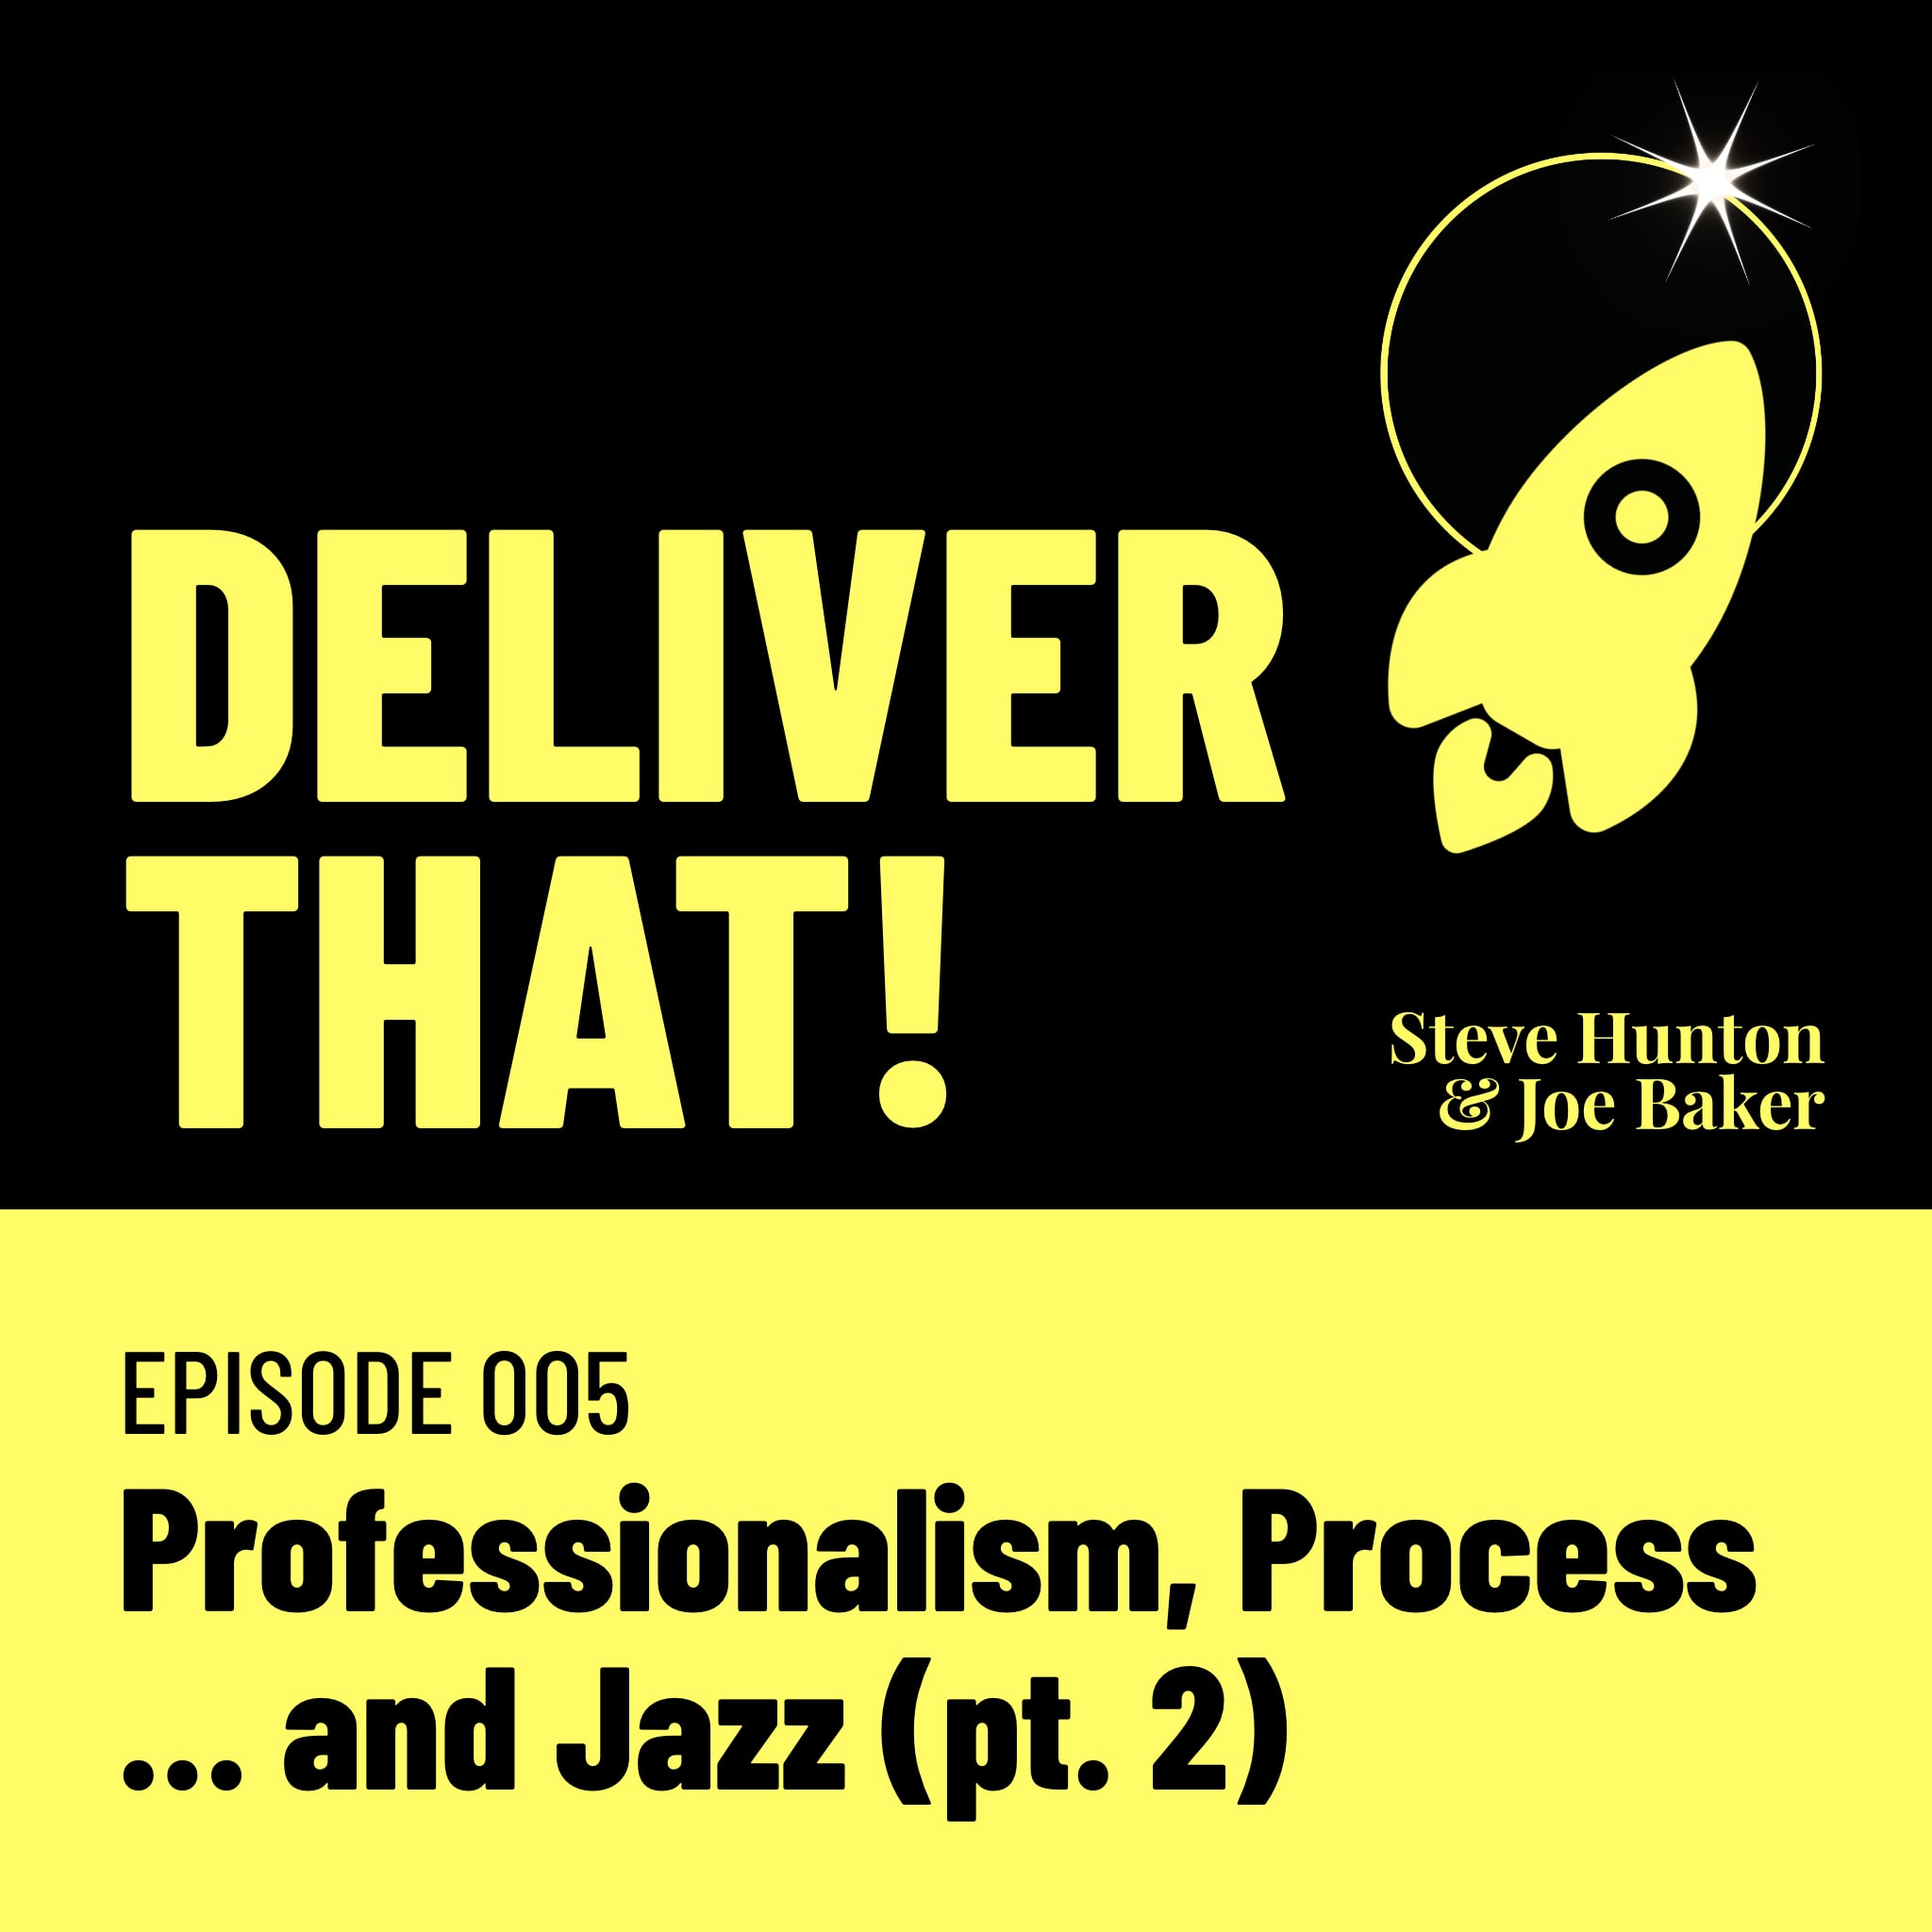 DELIVER
THAT!
Steve Hunton
& Joe Baker
EPISODE 005
Professionalism, Process
... and Jazz (pt. 2)